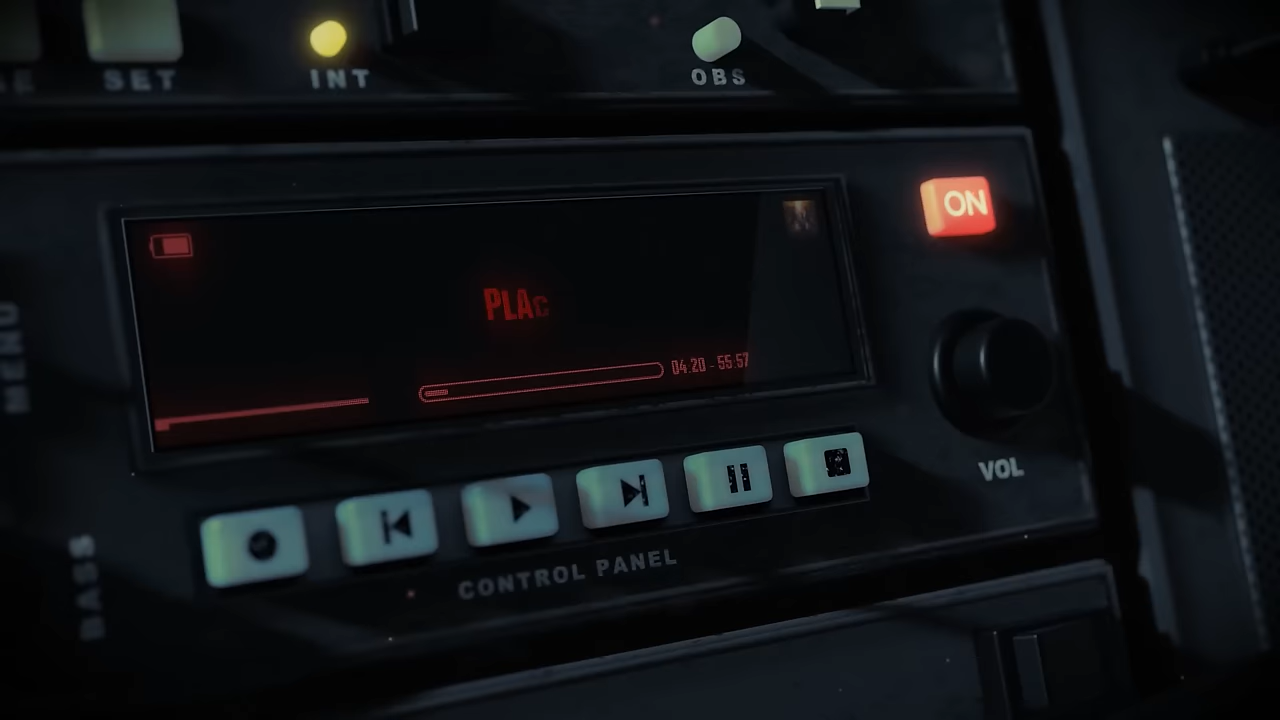 SET
INT
OBS
ON
PLAc
04:20 - 55:57
MENU
VOL
BASS
CONTROL PANEL